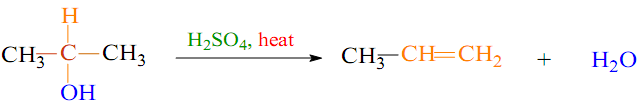 H
H₂SO₄, heat
CH₃—C—CH₃ CH₃—CH=CH₂ + H₂O
OH